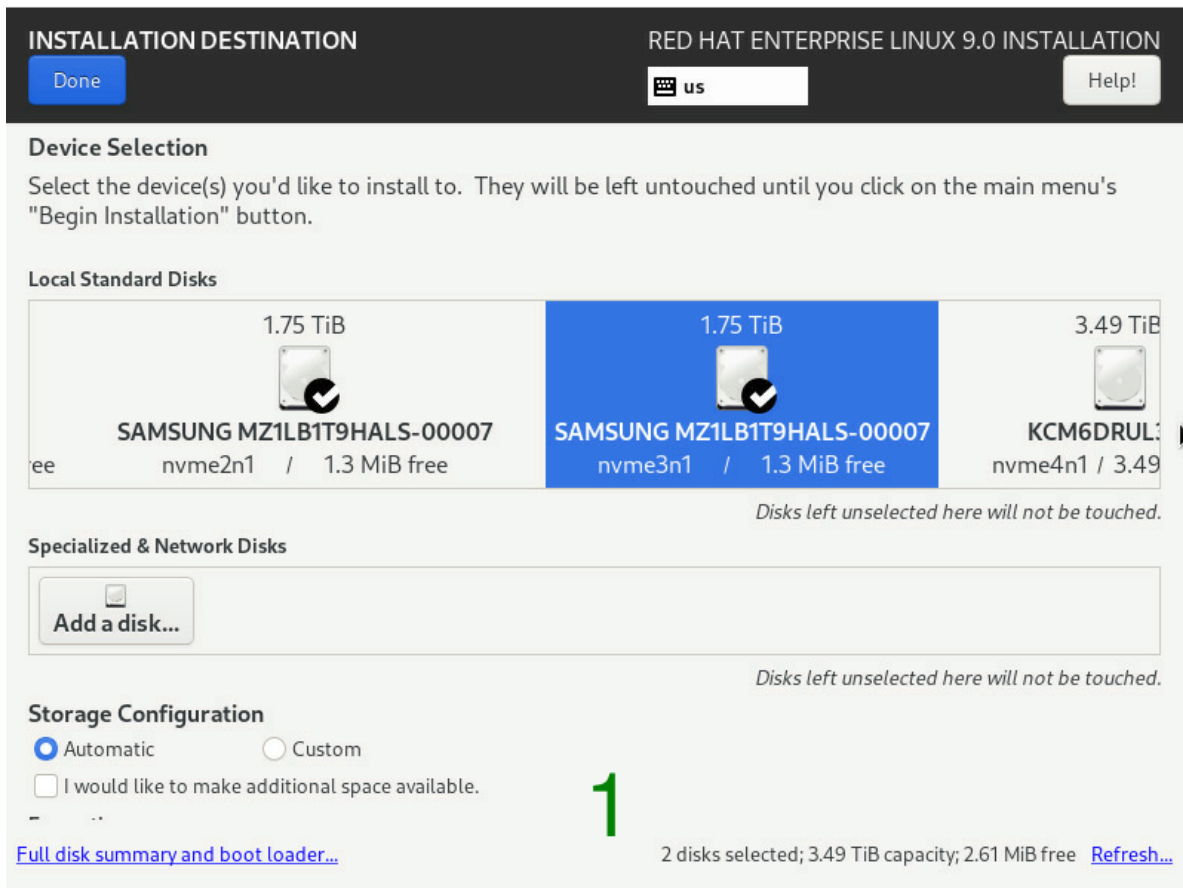 INSTALLATION DESTINATION
RED HAT ENTERPRISE LINUX 9.0 INSTALLATION
Done
us
Help!
Device Selection
Select the device(s) you'd like to install to. They will be left untouched until you click on the main menu's
"Begin Installation" button.
Local Standard Disks
1.75 TiB
SAMSUNG MZ1LB1T9HALS-00007
nvme2n1 / 1.3 MiB free
1.75 TiB
SAMSUNG MZ1LB1T9HALS-00007
nvme3n1 / 1.3 MiB free
3.49 TiB
nvme4n1 / 3.49
Disks left unselected here will not be touched.
Specialized & Network Disks
Add a disk...
Disks left unselected here will not be touched.
Storage Configuration
Automatic
Custom
I would like to make additional space available.
1
Full disk summary and boot loader...
2 disks selected; 3.49 TiB capacity; 2.61 MiB free Refresh...